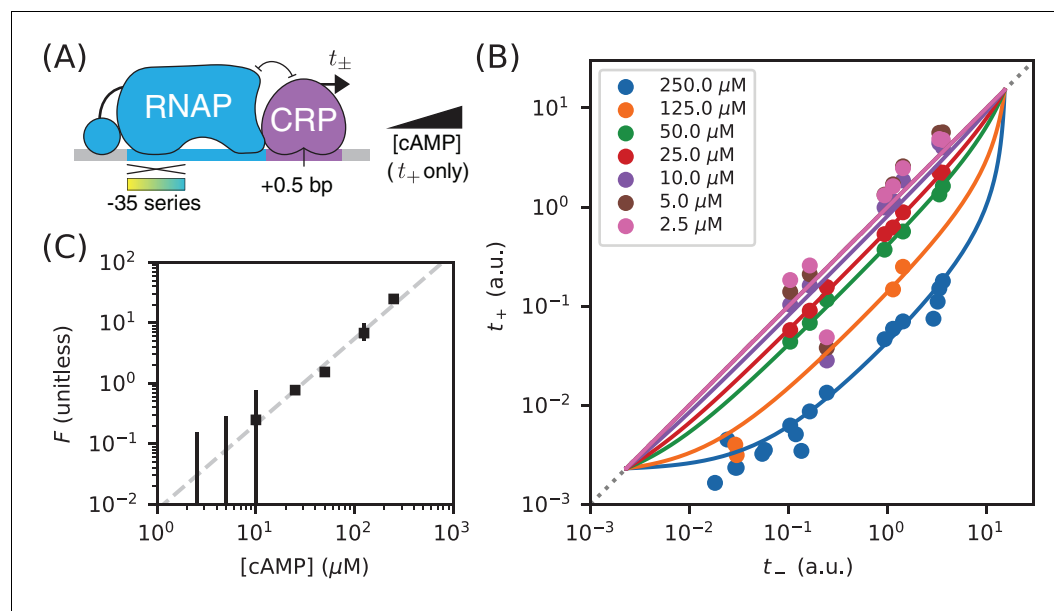 (A)
RNAP
CRP
t±
[cAMP]
(t+ only)
+0.5 bp
-35 series
(B)
250.0 μM
125.0 μM
50.0 μM
25.0 μM
10.0 μM
5.0 μM
2.5 μM
t+ (a.u.)
10¹
10⁰
10⁻¹
10⁻²
10⁻³
10⁻³
10⁻²
10⁻¹
10⁰
10¹
t− (a.u.)
(C)
F (unitless)
10²
10¹
10⁰
10⁻¹
10⁻²
10⁰
10¹
10²
10³
[cAMP] (μM)